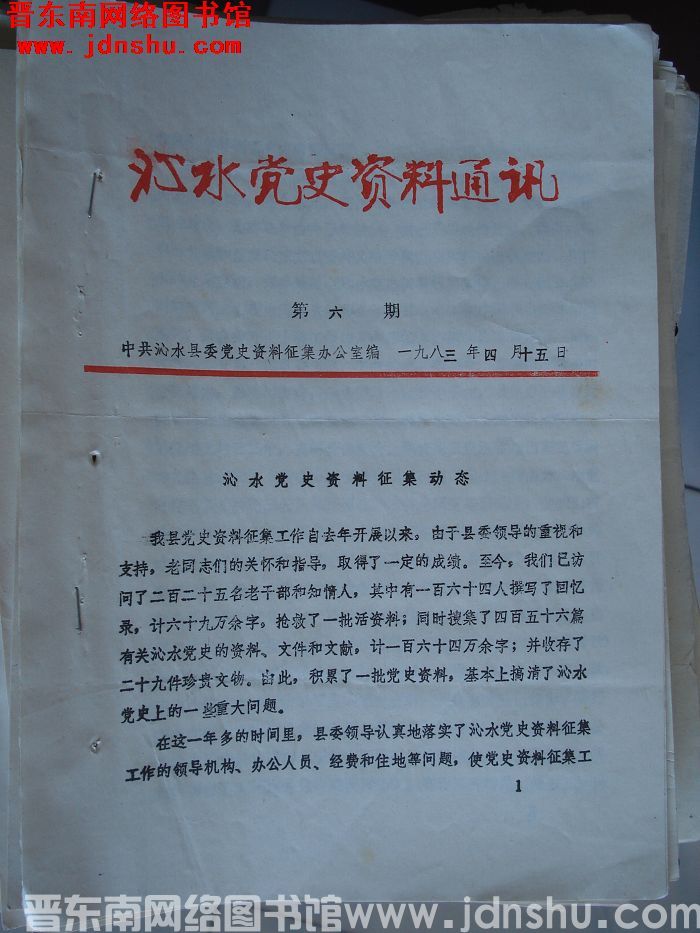 晋东南网络图书馆
www.jdnshu.com
沁水党史资料通讯
第六期
中共沁水县委党史资料征集办公室编 一九八三年四月十五日
沁水党史资料征集动态
我县党史资料征集工作自去年开展以来，由于县委领导的重视和
支持，老同志们的关怀和指导，取得了一定的成绩。至今，我们已访
问了二百二十五名老干部和知情人，其中有一百六十四人撰写了回忆
录，计六十九万余字，抢救了一批活资料；同时搜集了四百五十六篇
有关沁水党史的资料、文件和文献，计一百六十四万余字；并收存了
二十九件珍贵文物。由此，积累了一批党史资料，基本上搞清了沁水
党史上的一些重大问题。
在这一年多的时间里，县委领导认真地落实了沁水党史资料征集
工作的领导机构、办公人员、经费和住地等问题，使党史资料征集工
1
晋东南网络图书馆www.jdnshu.com